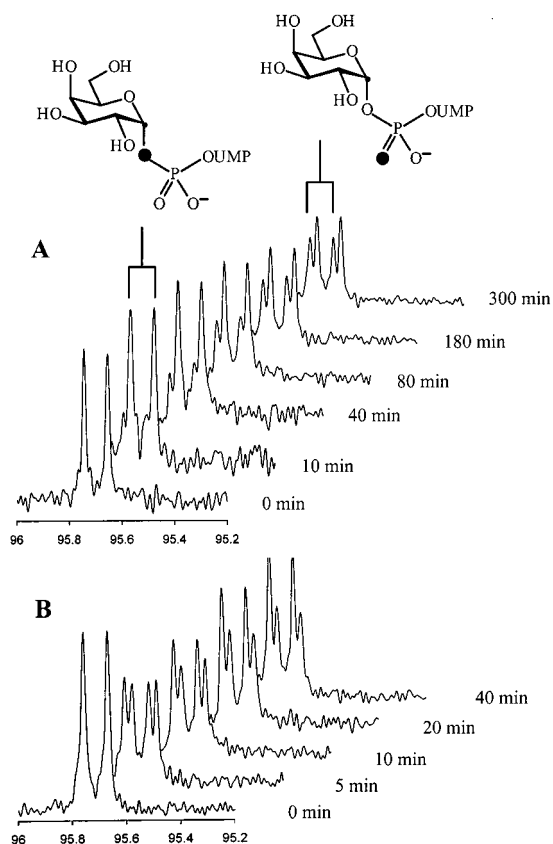 HO OH
HO
O
HO
O
HO
OUMP
P
O O−
HO OH
HO
O
HO
O
OUMP
P
O−
A
300 min
180 min
80 min
40 min
10 min
0 min
96 95.8 95.6 95.4 95.2
B
40 min
20 min
10 min
5 min
0 min
96 95.8 95.6 95.4 95.2